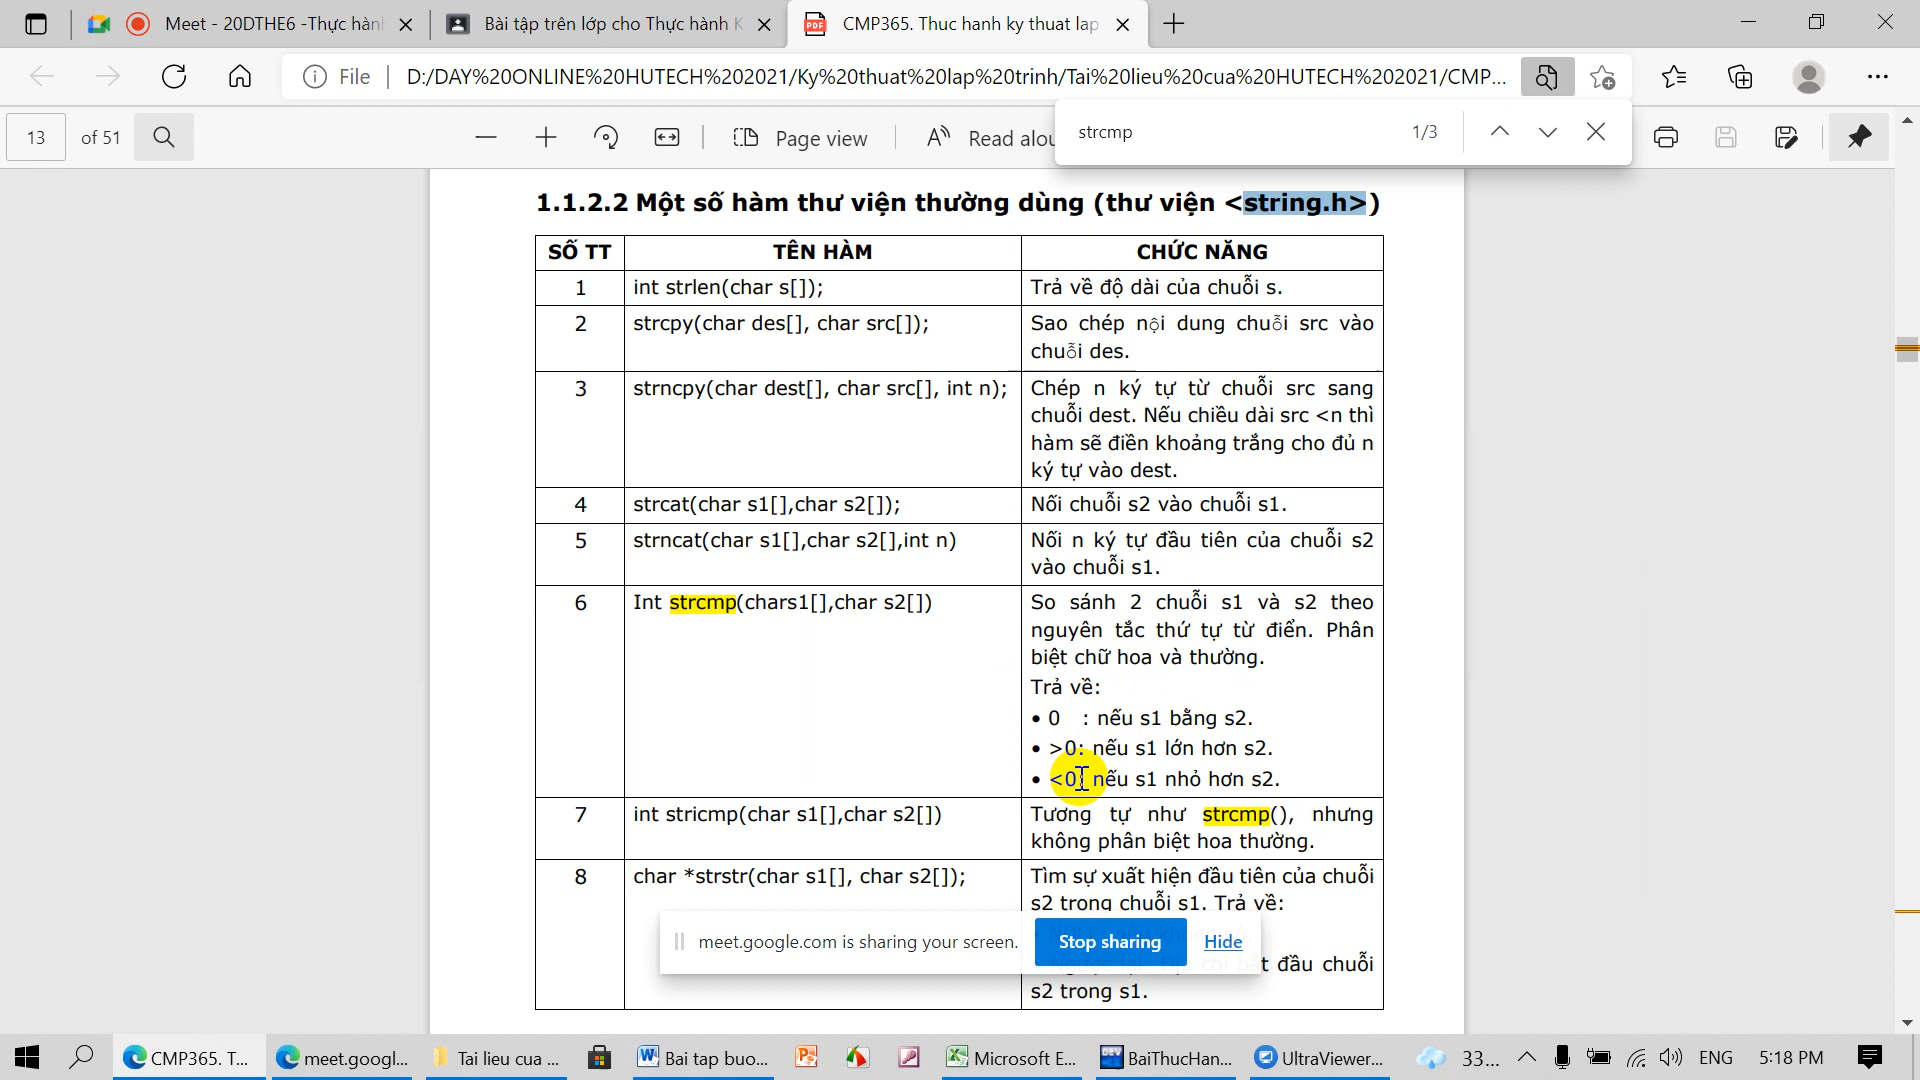 Meet - 20DTHE6 -Thực hành
Bài tập trên lớp cho Thực hành K
CMP365. Thuc hanh ky thuat lap
File
D:/DAY%20ONLINE%20HUTECH%202021/Ky%20thuat%20lap%20trinh/Tai%20lieu%20cua%20HUTECH%202021/CMP...
13 of 51
Page view
Read alou
strcmp
1/3
1.1.2.2 Một số hàm thư viện thường dùng (thư viện <string.h>)
SỐ TT TÊN HÀM CHỨC NĂNG
1 int strlen(char s[]); Trả về độ dài của chuỗi s.
2 strcpy(char des[], char src[]); Sao chép nội dung chuỗi src vào
chuỗi des.
3 strncpy(char dest[], char src[], int n); Chép n ký tự từ chuỗi src sang
chuỗi dest. Nếu chiều dài src <n thì
hàm sẽ điền khoảng trắng cho đủ n
ký tự vào dest.
4 strcat(char s1[],char s2[]); Nối chuỗi s2 vào chuỗi s1.
5 strncat(char s1[],char s2[],int n) Nối n ký tự đầu tiên của chuỗi s2
vào chuỗi s1.
6 Int strcmp(chars1[],char s2[]) So sánh 2 chuỗi s1 và s2 theo
nguyên tắc thứ tự từ điển. Phân
biệt chữ hoa và thường.
Trả về:
• 0 : nếu s1 bằng s2.
• >0: nếu s1 lớn hơn s2.
• <0: nếu s1 nhỏ hơn s2.
7 int stricmp(char s1[],char s2[]) Tương tự như strcmp(), nhưng
không phân biệt hoa thường.
8 char *strstr(char s1[], char s2[]); Tìm sự xuất hiện đầu tiên của chuỗi
s2 trong chuỗi s1. Trả về:
meet.google.com is sharing your screen. Stop sharing Hide
đầu chuỗi
s2 trong s1.
CMP365. T...
meet.googl...
Tai lieu cua ...
Bai tap buo...
Microsoft E...
BaiThucHan...
UltraViewer...
33...
ENG
5:18 PM